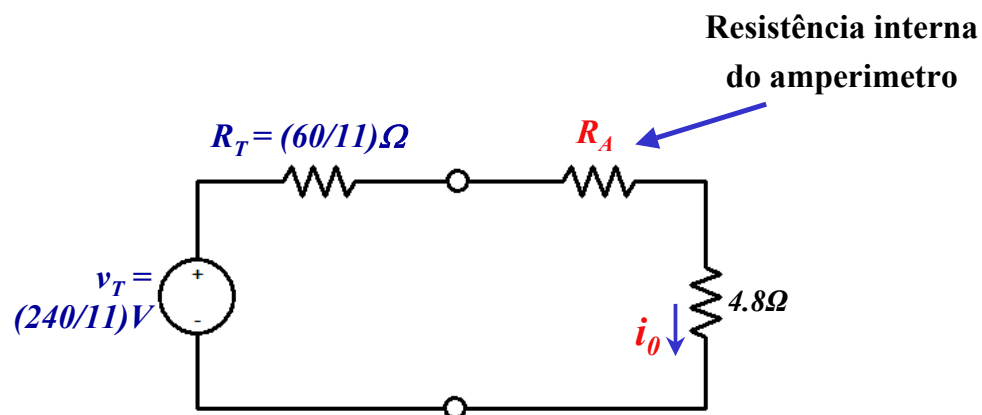 Resistência interna
do amperimetro
R_T = (60/11)Ω
R_A
+
v_T =
(240/11)V
-
4.8Ω
i_0